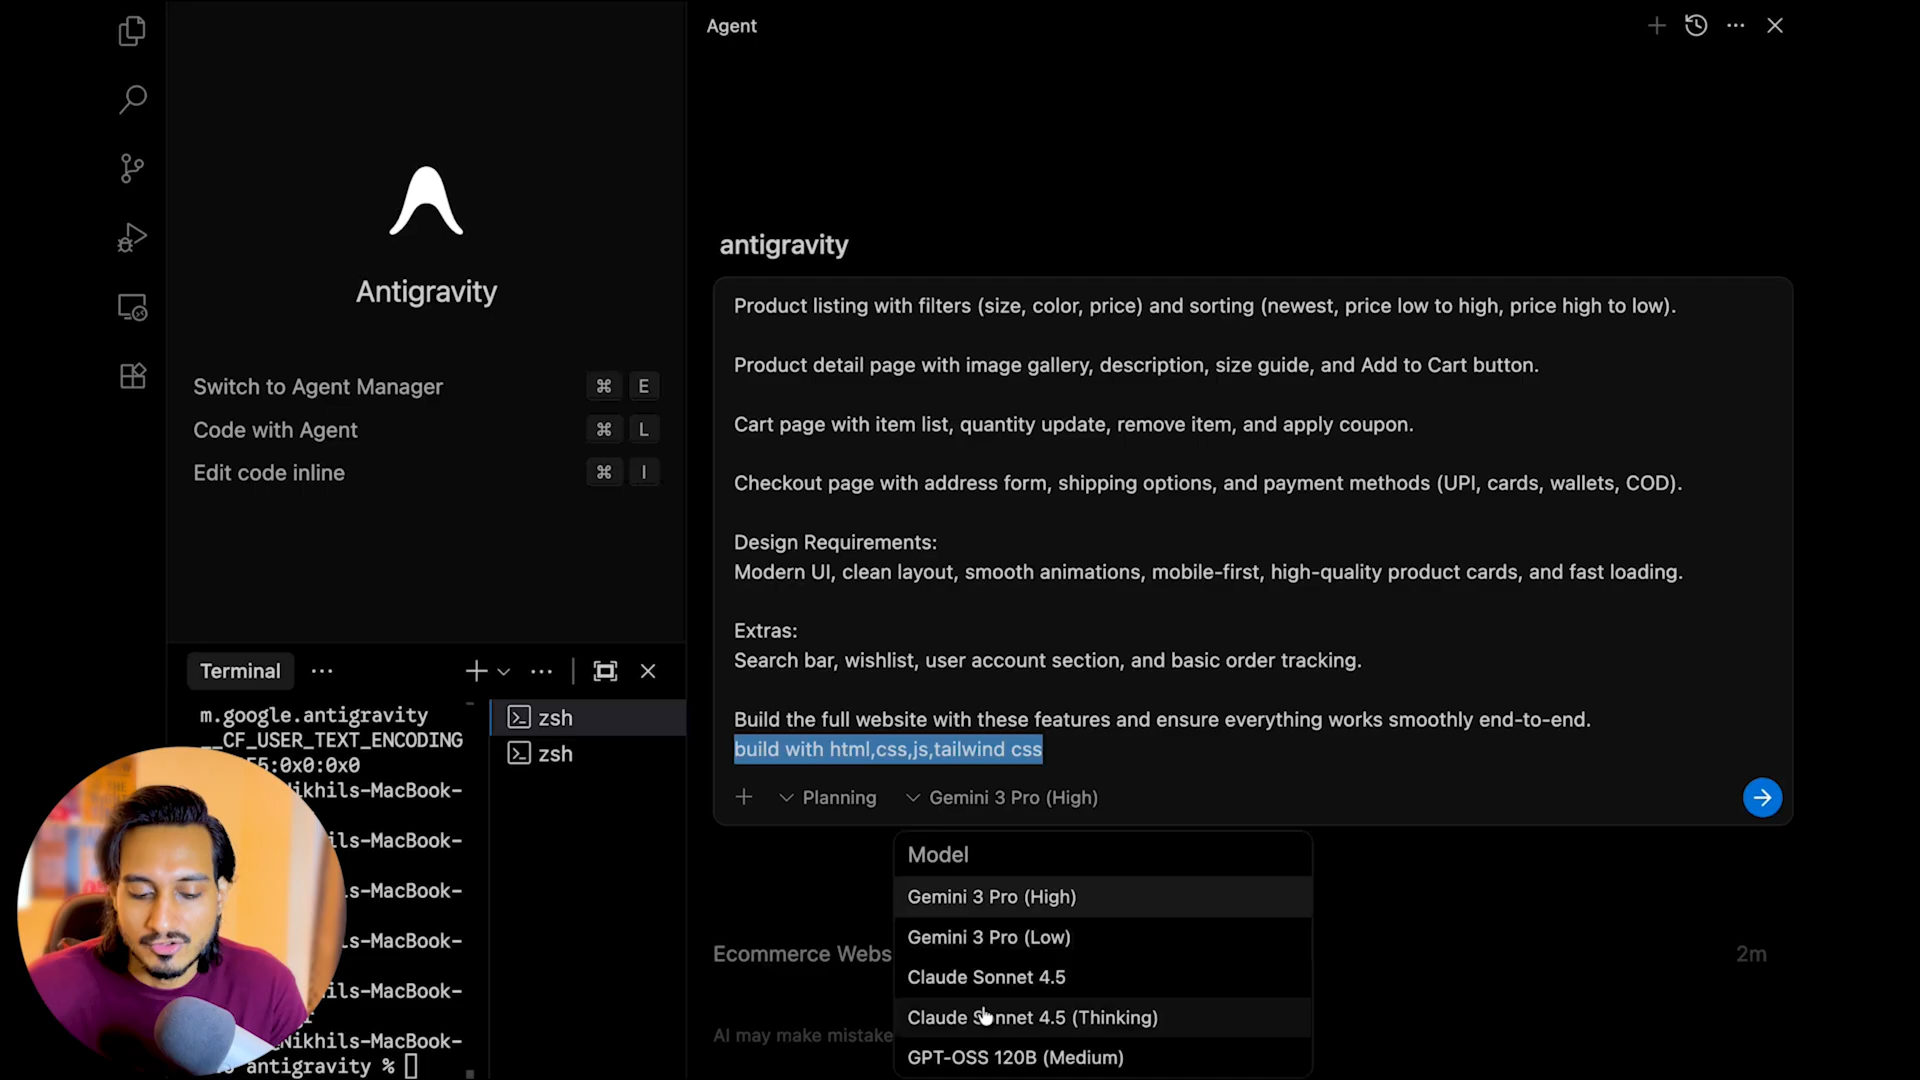 Agent
Antigravity
Switch to Agent Manager ⌘ E
Code with Agent ⌘ L
Edit code inline ⌘ I
antigravity
Product listing with filters (size, color, price) and sorting (newest, price low to high, price high to low).
Product detail page with image gallery, description, size guide, and Add to Cart button.
Cart page with item list, quantity update, remove item, and apply coupon.
Checkout page with address form, shipping options, and payment methods (UPI, cards, wallets, COD).
Design Requirements:
Modern UI, clean layout, smooth animations, mobile-first, high-quality product cards, and fast loading.
Extras:
Search bar, wishlist, user account section, and basic order tracking.
Build the full website with these features and ensure everything works smoothly end-to-end.
build with html,css,js,tailwind css
Planning
Gemini 3 Pro (High)
Model
Gemini 3 Pro (High)
Gemini 3 Pro (Low)
Claude Sonnet 4.5
Claude Sonnet 4.5 (Thinking)
GPT-OSS 120B (Medium)
Ecommerce Webs
2m
AI may make mistake
Terminal
zsh
zsh
m.google.antigravity
__CF_USER_TEXT_ENCODING
5:0x0:0x0
ikhils-MacBook-
ils-MacBook-
MacBook-
MacBook-
ils-MacBook-
Nikhils-MacBook-
antigravity %